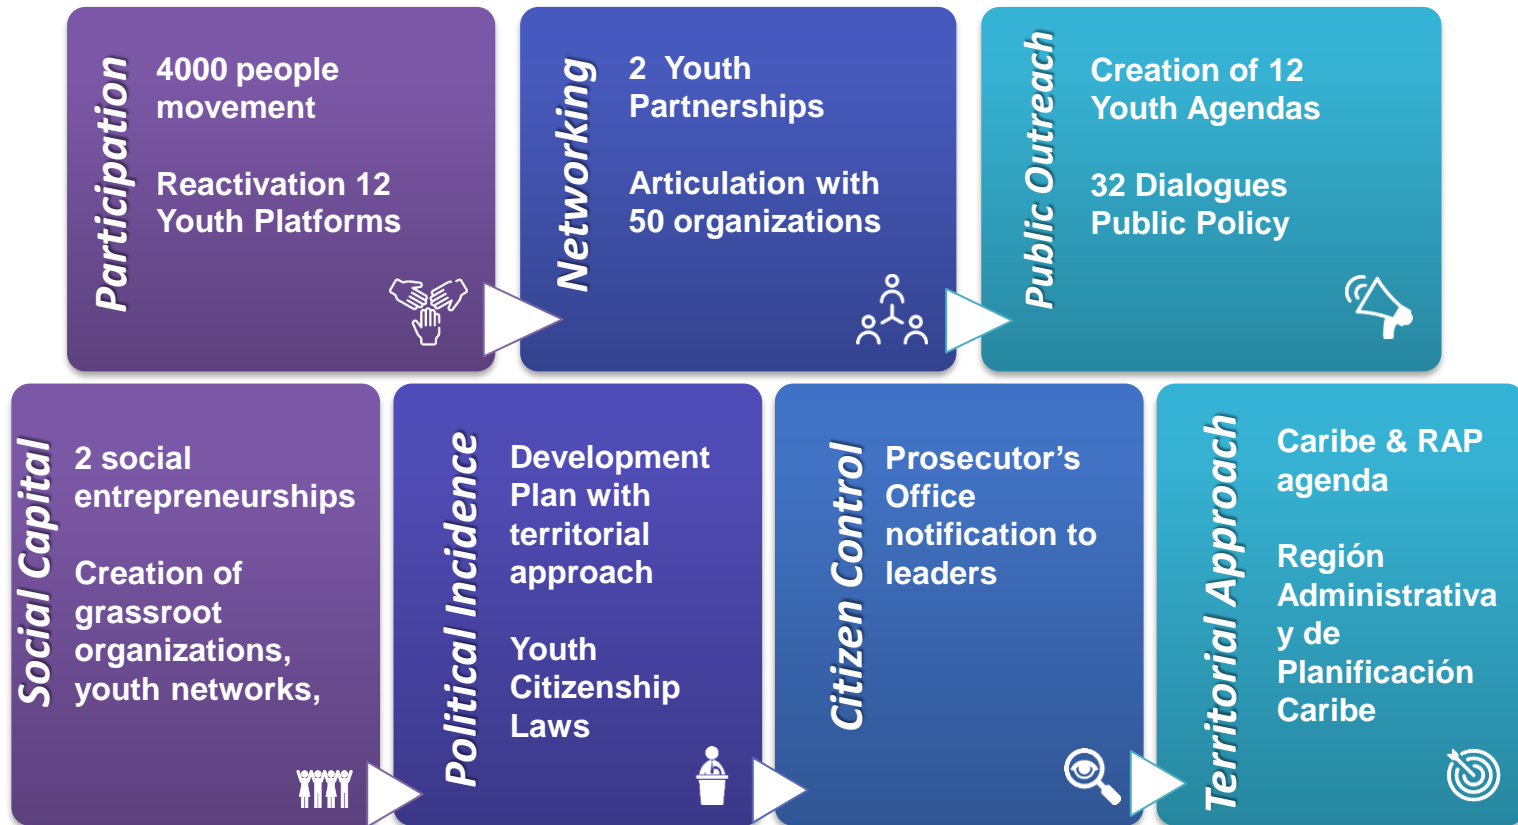 Participation
4000 people
movement
Reactivation 12
Youth Platforms
Networking
2 Youth
Partnerships
Articulation with
50 organizations
Public Outreach
Creation of 12
Youth Agendas
32 Dialogues
Public Policy
Social Capital
2 social
entrepreneurships
Creation of
grassroot
organizations,
youth networks,
Political Incidence
Development
Plan with
territorial
approach
Youth
Citizenship
Laws
Citizen Control
Prosecutor’s
Office
notification to
leaders
Territorial Approach
Caribe & RAP
agenda
Región
Administrativa
y de
Planificación
Caribe